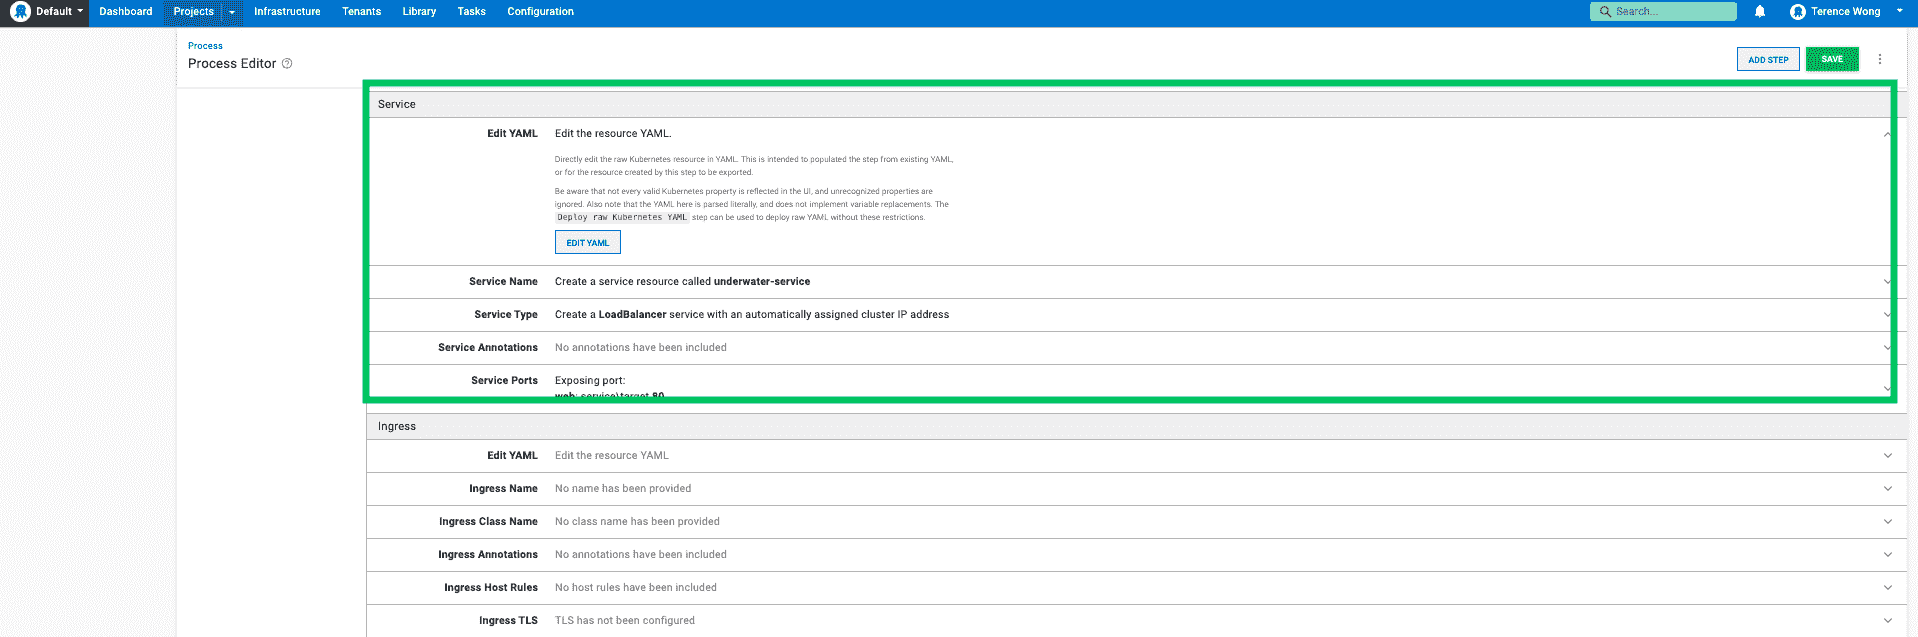 Default Dashboard Projects Infrastructure Tenants Library Tasks Configuration Search... Terence Wong
Process
Process Editor
ADD STEP SAVE
Service
Edit YAML Edit the resource YAML.
Directly edit the raw Kubernetes resource in YAML. This is intended to populated the step from existing YAML,
or for the resource created by this step to be exported.
Be aware that not every valid Kubernetes property is reflected in the UI, and unrecognized properties are
ignored. Also note that the YAML here is parsed literally, and does not implement variable replacements. The
Deploy raw Kubernetes YAML step can be used to deploy raw YAML without these restrictions.
EDIT YAML
Service Name Create a service resource called underwater-service
Service Type Create a LoadBalancer service with an automatically assigned cluster IP address
Service Annotations No annotations have been included
Service Ports Exposing port:
web: service\target 80
Ingress
Edit YAML Edit the resource YAML
Ingress Name No name has been provided
Ingress Class Name No class name has been provided
Ingress Annotations No annotations have been included
Ingress Host Rules No host rules have been included
Ingress TLS TLS has not been configured